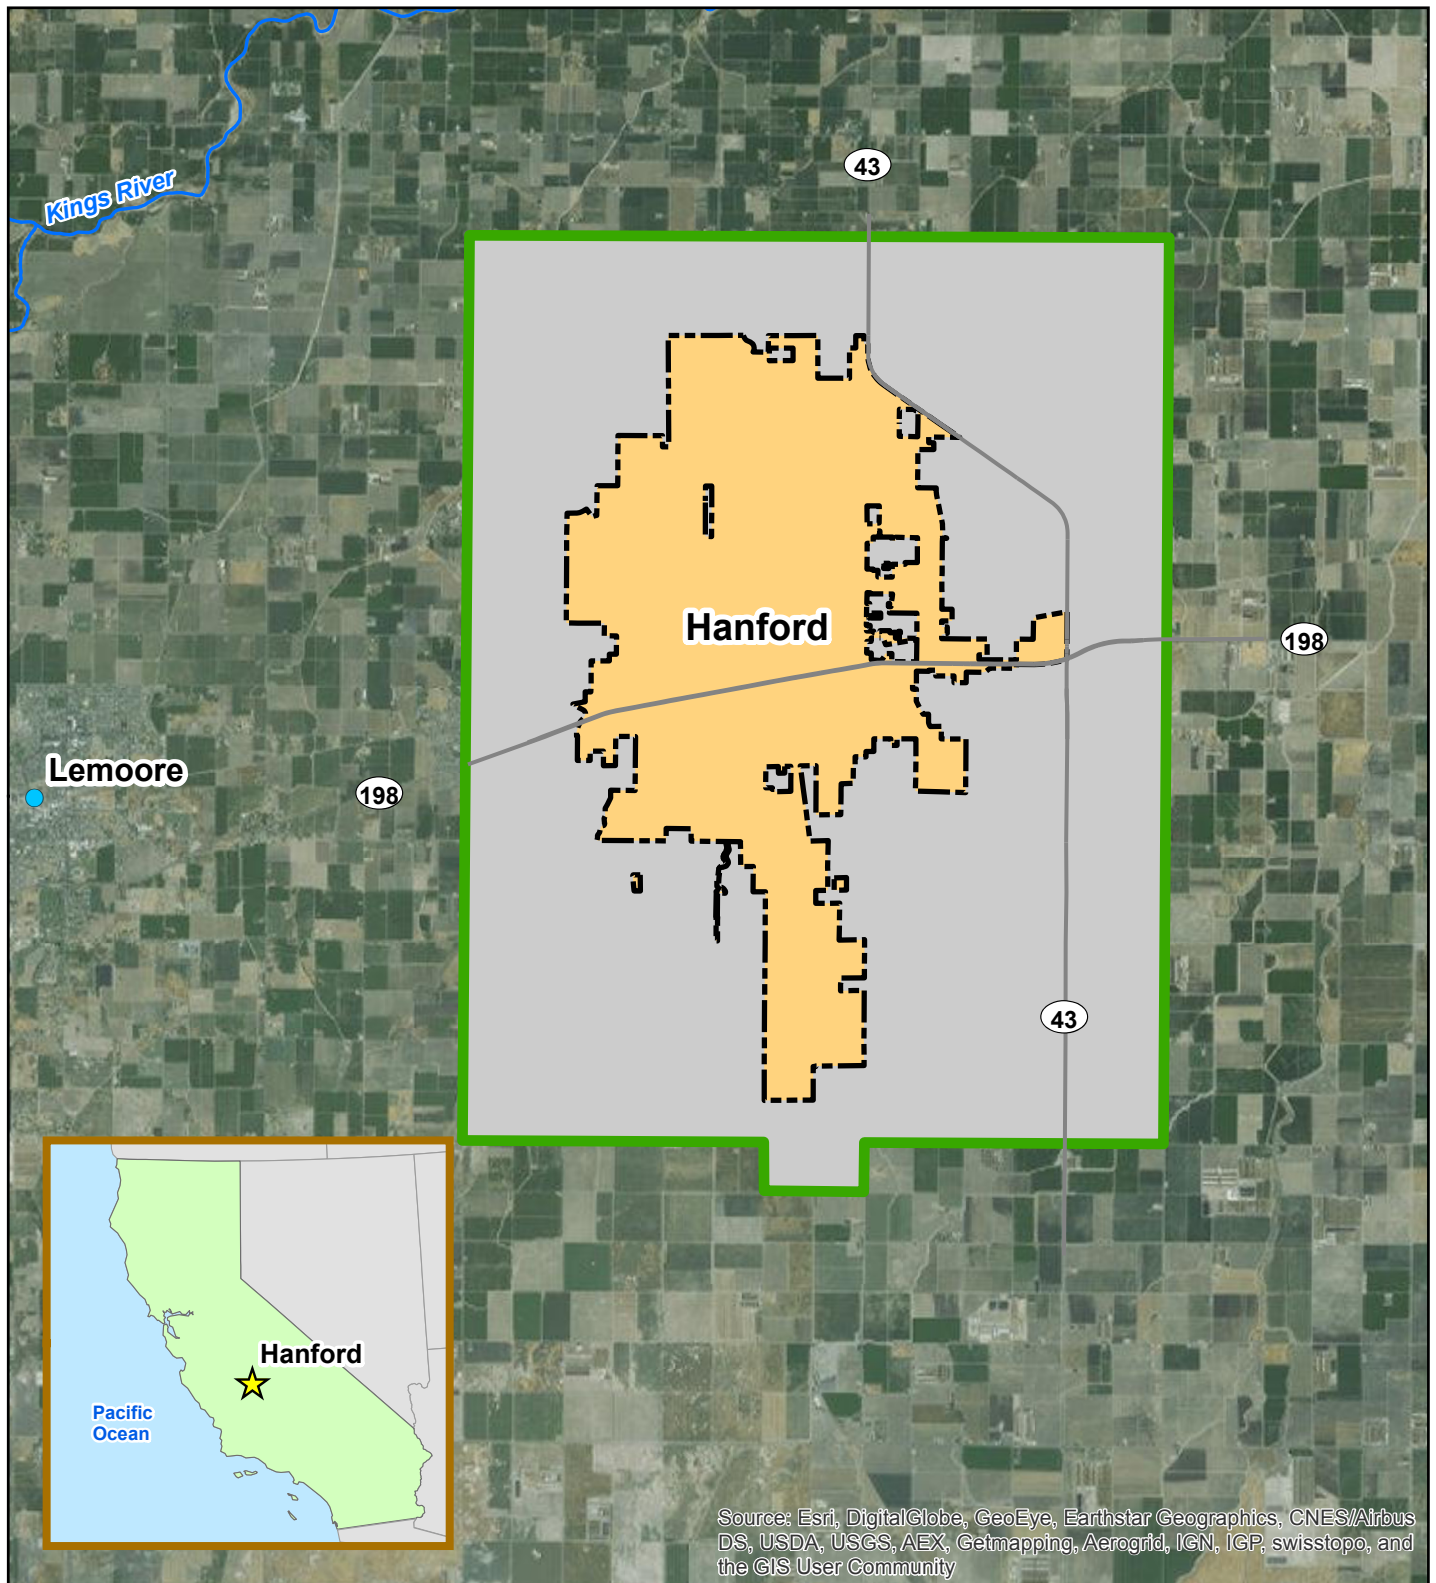 Kings River
43
Hanford
198
Lemoore
198
43
Hanford
Pacific
Ocean
Source: Esri, DigitalGlobe, GeoEye, Earthstar Geographics, CNES/Airbus
DS, USDA, USGS, AEX, Getmapping, Aerogrid, IGN, IGP, swisstopo, and
the GIS User Community